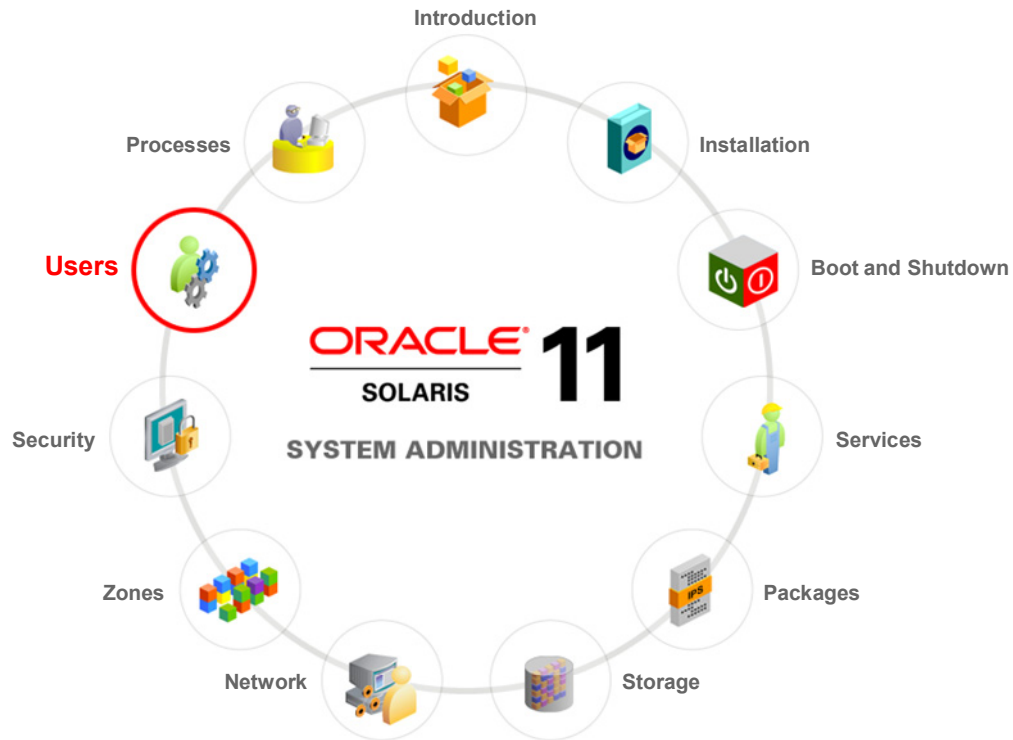 Introduction
Processes
Installation
Users
Boot and Shutdown
ORACLE® 11
SOLARIS
SYSTEM ADMINISTRATION
Security
Services
Zones
IPS
Packages
Network
Storage